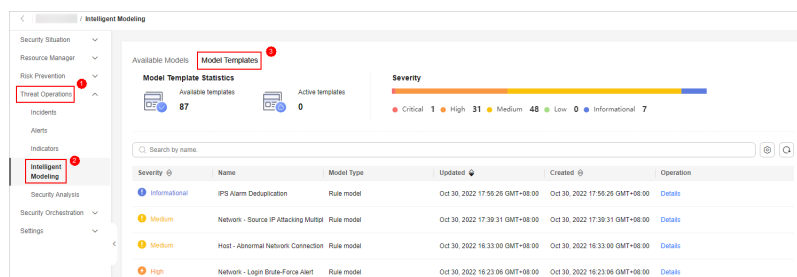 / Intelligent Modeling
Security Situation
Resource Manager
Risk Prevention
1
Threat Operations
Incidents
Alerts
Indicators
Intelligent
Modeling
2
Security Analysis
Security Orchestration
Settings
Available Models Model Templates
3
Model Template Statistics
Available templates
87
Active templates
0
Severity
Critical 1 High 31 Medium 48 Low 0 Informational 7
Search by name.
Severity Name Model Type Updated Created Operation
Informational IPS Alarm Deduplication Rule model Oct 30, 2022 17:56:26 GMT+08:00 Oct 30, 2022 17:56:26 GMT+08:00 Details
Medium Network - Source IP Attacking Multipl Rule model Oct 30, 2022 17:39:31 GMT+08:00 Oct 30, 2022 17:39:31 GMT+08:00 Details
Medium Host - Abnormal Network Connection Rule model Oct 30, 2022 16:33:00 GMT+08:00 Oct 30, 2022 16:33:00 GMT+08:00 Details
High Network - Login Brute-Force Alert Rule model Oct 30, 2022 16:23:06 GMT+08:00 Oct 30, 2022 16:23:06 GMT+08:00 Details